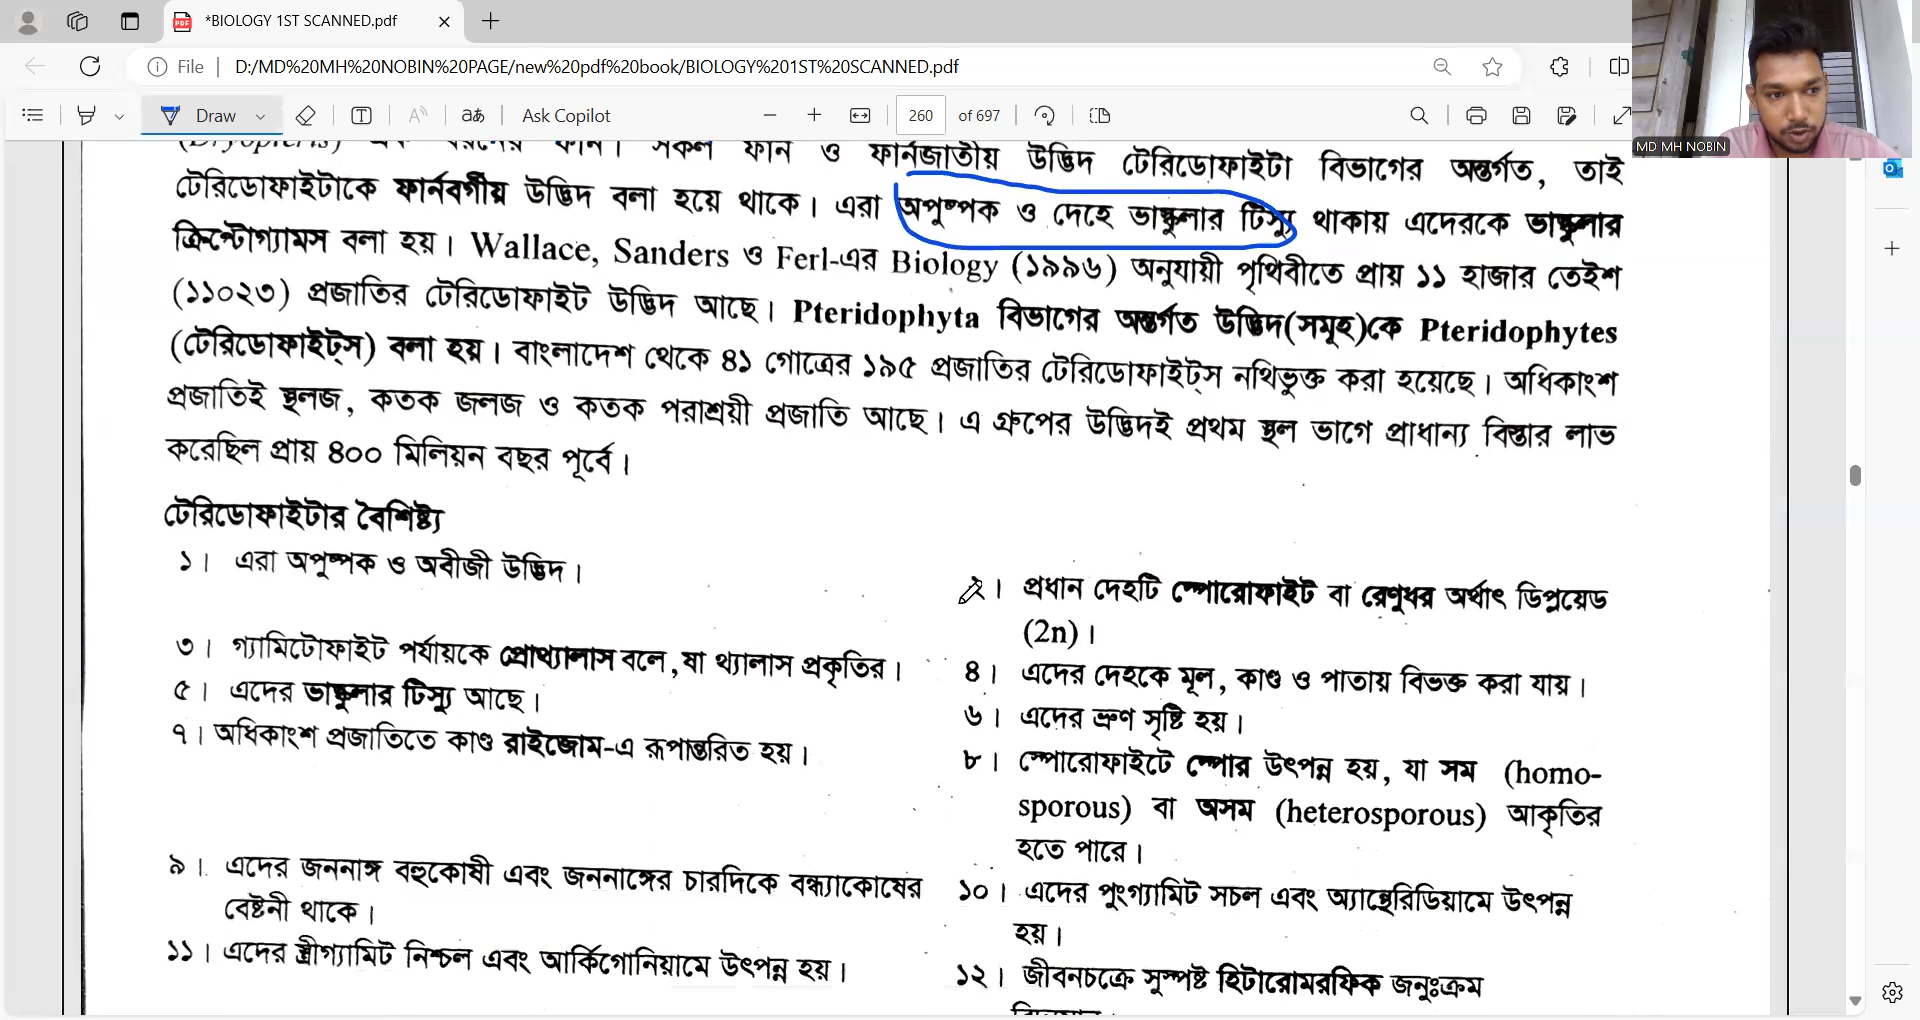 *BIOLOGY 1ST SCANNED.pdf
File
D:/MD%20MH%20NOBIN%20PAGE/new%20pdf%20book/BIOLOGY%201ST%20SCANNED.pdf
Draw
Ask Copilot
260 of 697
MD MH NOBIN
সকল ফার্ন ও ফার্নজাতীয় উদ্ভিদ টেরিডোফাইটা বিভাগের অন্তর্গত, তাই
টেরিডোফাইটাকে ফার্নবর্গীয় উদ্ভিদ বলা হয়ে থাকে। এরা অপুষ্পক ও দেহে ভাস্কুলার টিস্যু থাকায় এদেরকে ভাস্কুলার
ক্রিপ্টোগ্যামস বলা হয়। Wallace, Sanders ও Ferl-এর Biology (১৯৯৬) অনুযায়ী পৃথিবীতে প্রায় ১১ হাজার তেইশ
(১১০২৩) প্রজাতির টেরিডোফাইট উদ্ভিদ আছে। Pteridophyta বিভাগের অন্তর্গত উদ্ভিদ(সমূহ)কে Pteridophytes
(টেরিডোফাইট্‌স) বলা হয়। বাংলাদেশ থেকে ৪১ গোত্রের ১৯৫ প্রজাতির টেরিডোফাইট্‌স নথিভুক্ত করা হয়েছে। অধিকাংশ
প্রজাতিই স্থলজ, কতক জলজ ও কতক পরাশ্রয়ী প্রজাতি আছে। এ গ্রুপের উদ্ভিদই প্রথম স্থল ভাগে প্রাধান্য বিস্তার লাভ
করেছিল প্রায় ৪০০ মিলিয়ন বছর পূর্বে।
টেরিডোফাইটার বৈশিষ্ট্য
১। এরা অপুষ্পক ও অবীজী উদ্ভিদ।
২। প্রধান দেহটি স্পোরোফাইট বা রেণুধর অর্থাৎ ডিপ্লয়েড
(2n)।
৩। গ্যামিটোফাইট পর্যায়কে প্রোথ্যালাস বলে, যা থ্যালাস প্রকৃতির।
৪। এদের দেহকে মূল, কাণ্ড ও পাতায় বিভক্ত করা যায়।
৫। এদের ভাস্কুলার টিস্যু আছে।
৬। এদের ভ্রূণ সৃষ্টি হয়।
৭। অধিকাংশ প্রজাতিতে কাণ্ড রাইজোম-এ রূপান্তরিত হয়।
৮। স্পোরোফাইটে স্পোর উৎপন্ন হয়, যা সম (homo-
sporous) বা অসম (heterosporous) আকৃতির
হতে পারে।
৯। এদের জননাঙ্গ বহুকোষী এবং জননাঙ্গের চারদিকে বন্ধ্যাকোষের
বেষ্টনী থাকে।
১০। এদের পুংগ্যামিট সচল এবং অ্যান্থেরিডিয়ামে উৎপন্ন
হয়।
১১। এদের স্ত্রীগ্যামিট নিশ্চল এবং আর্কিগোনিয়ামে উৎপন্ন হয়।
১২। জীবনচক্রে সুস্পষ্ট হিটারোমরফিক জনুঃক্রম